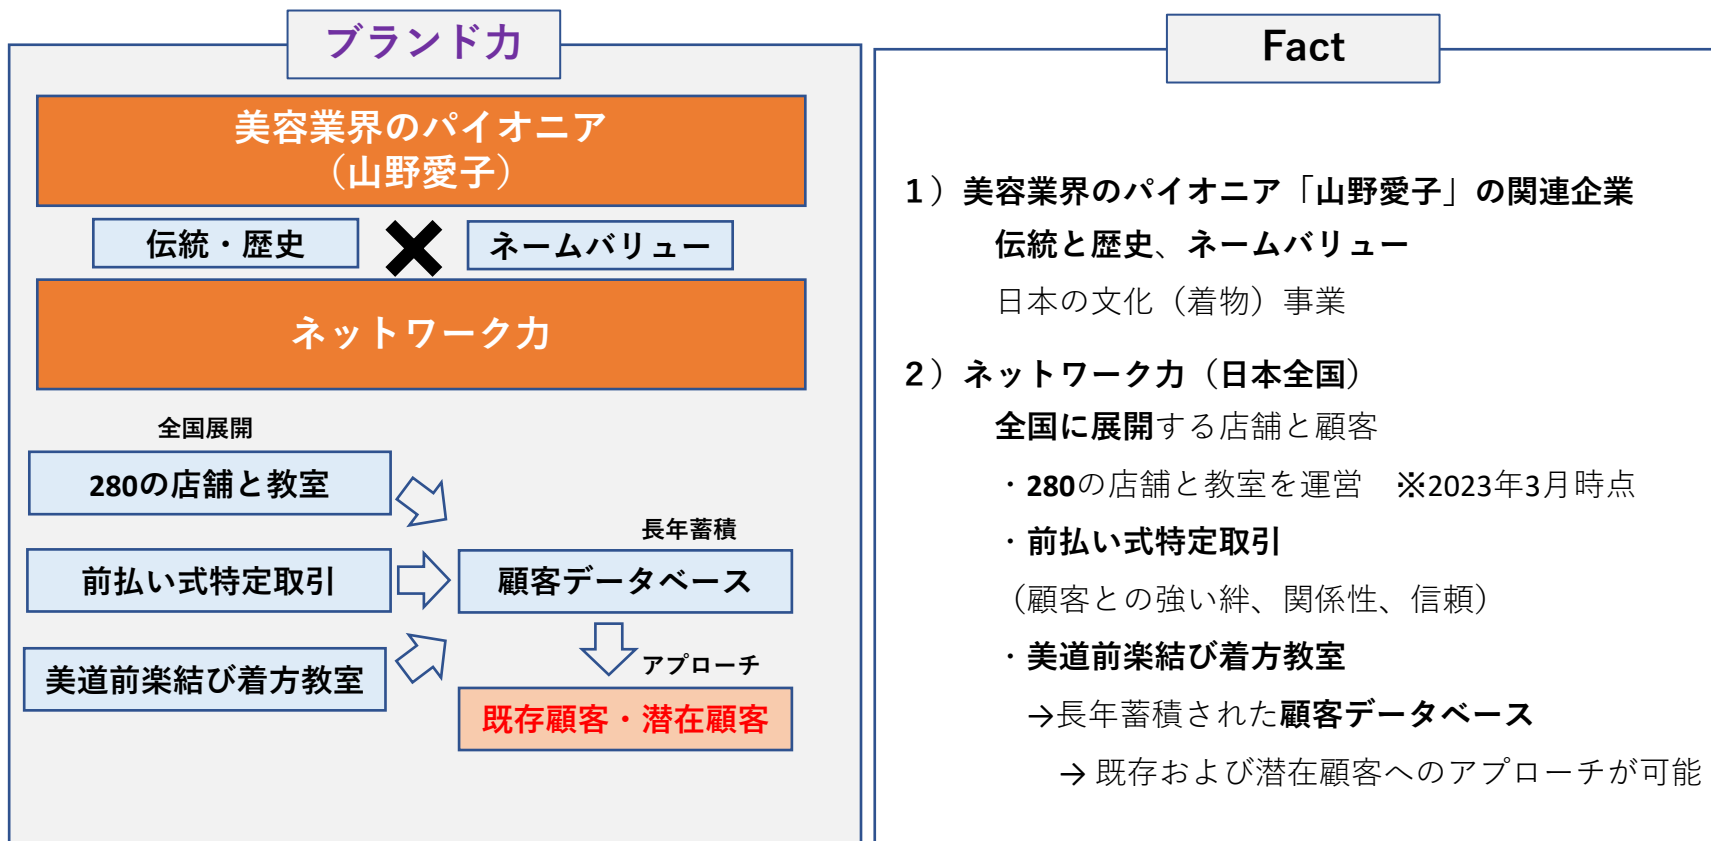 ブランド力
美容業界のパイオニア
（山野愛子）
伝統・歴史
ネームバリュー
ネットワーク力
全国展開
280の店舗と教室
前払い式特定取引
美道前楽結び着方教室
長年蓄積
顧客データベース
アプローチ
既存顧客・潜在顧客
Fact
１）美容業界のパイオニア「山野愛子」の関連企業
伝統と歴史、ネームバリュー
日本の文化（着物）事業
２）ネットワーク力（日本全国）
全国に展開する店舗と顧客
・280の店舗と教室を運営　※2023年3月時点
・前払い式特定取引
（顧客との強い絆、関係性、信頼）
・美道前楽結び着方教室
→長年蓄積された顧客データベース
→ 既存および潜在顧客へのアプローチが可能